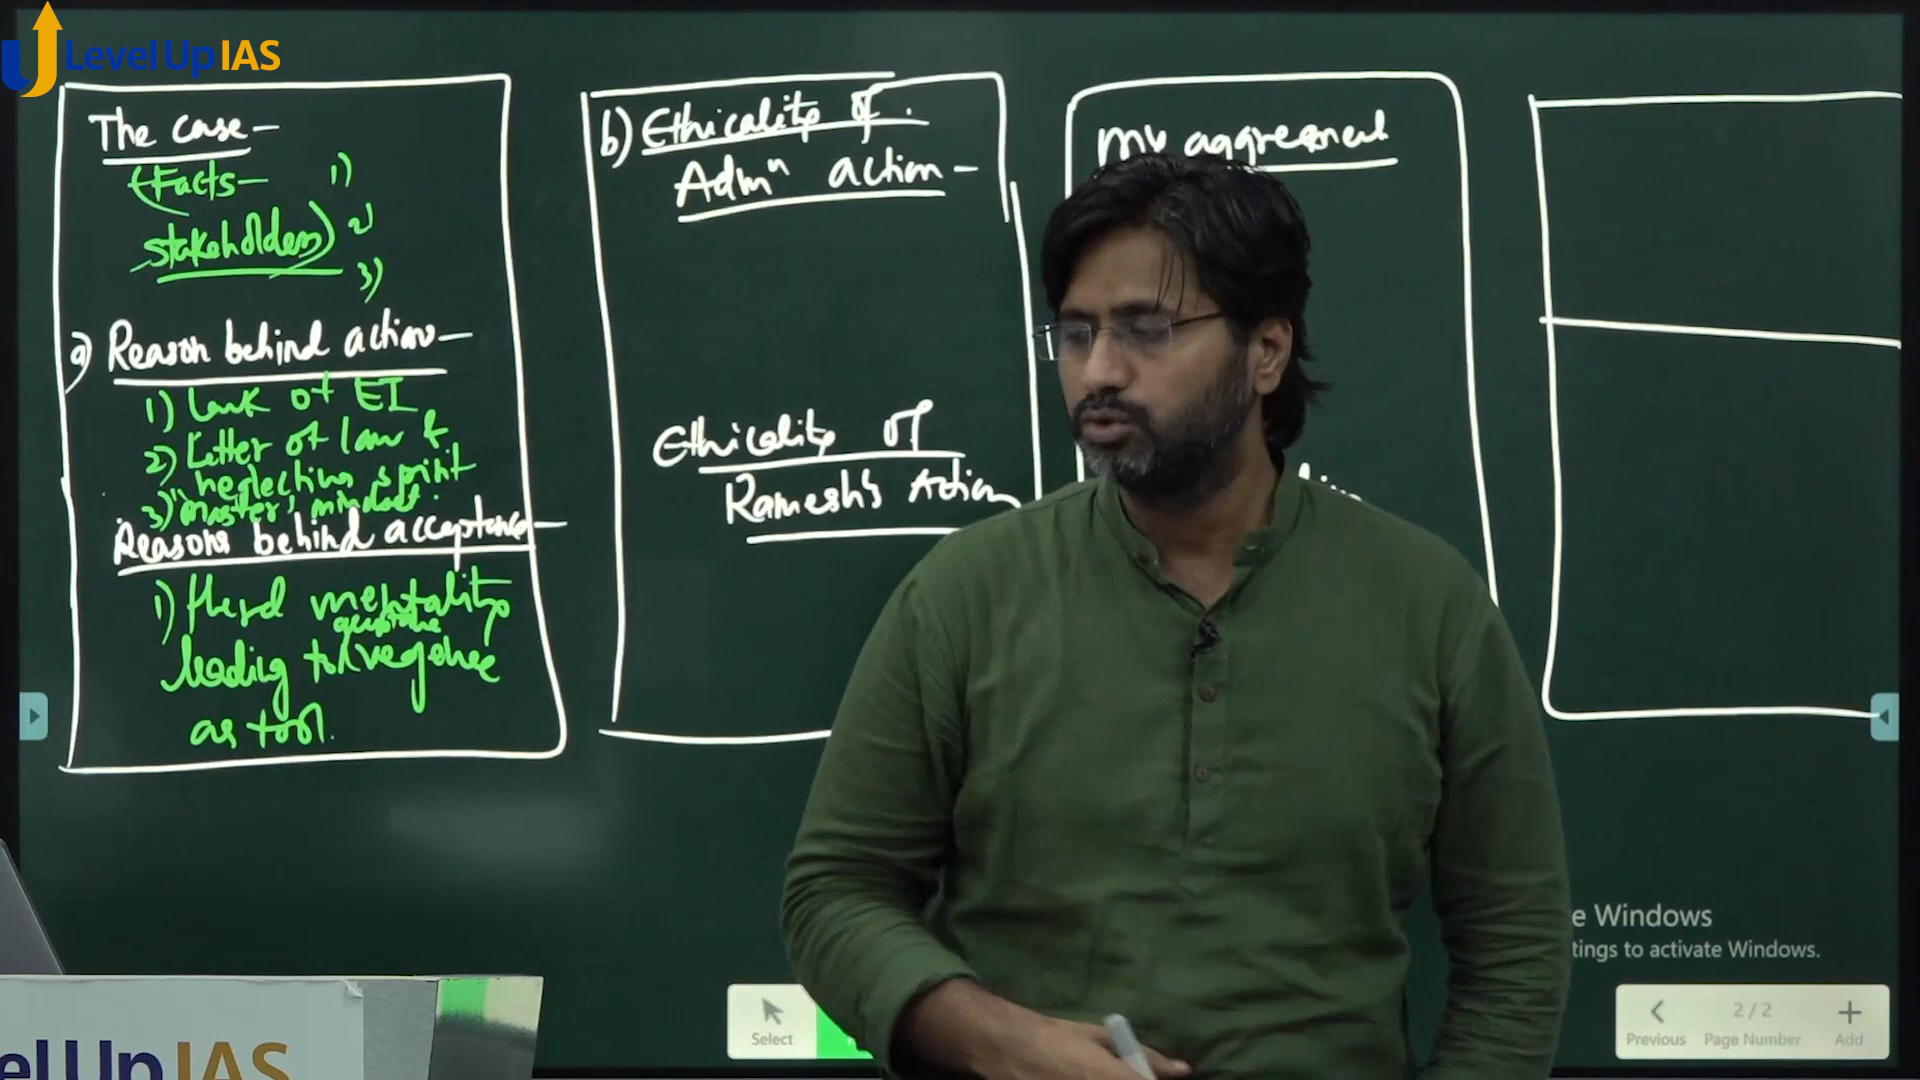 Level Up IAS
The case-
(Facts- 1)
stakeholders) 2)
3)
a) Reason behind action-
1) Lack of EI
2) Letter of law &
neglecting spirit
3) 'master's mindset.
Reasons behind acceptance-
1) Herd mentality
leading to vengence
as tool.
b) Ethicality of
Admn action-
Ethicality of
Ramesh's Action
my aggreement
e Windows
tings to activate Windows.
Select
2/2
Previous Page Number Add
el Up IAS